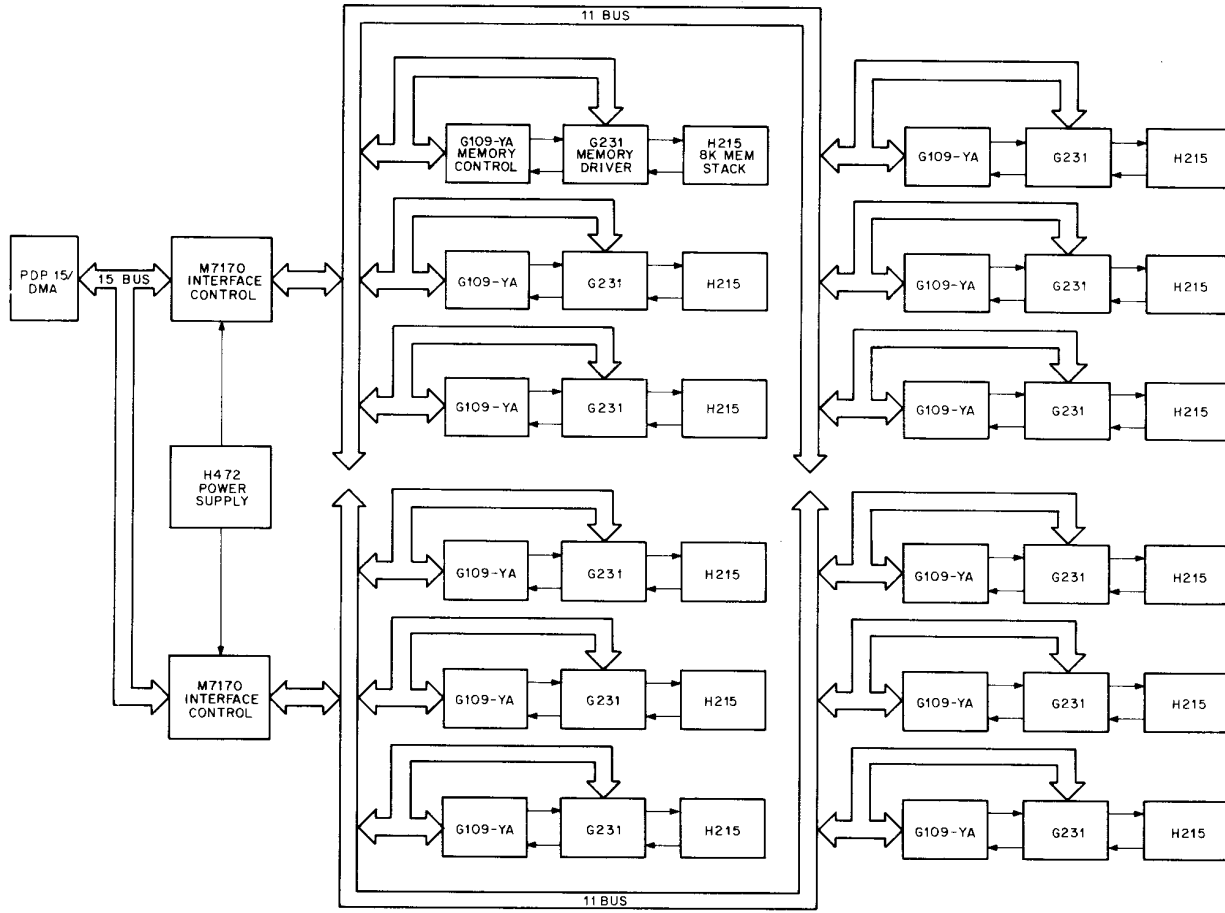 11 BUS
G109-YA
MEMORY
CONTROL
G231
MEMORY
DRIVER
H215
8K MEM
STACK
G109-YA
G231
H215
PDP 15/
DMA
15 BUS
M7170
INTERFACE
CONTROL
G109-YA
G231
H215
G109-YA
G231
H215
G109-YA
G231
H215
G109-YA
G231
H215
H472
POWER
SUPPLY
G109-YA
G231
H215
G109-YA
G231
H215
M7170
INTERFACE
CONTROL
G109-YA
G231
H215
G109-YA
G231
H215
G109-YA
G231
H215
G109-YA
G231
H215
11 BUS